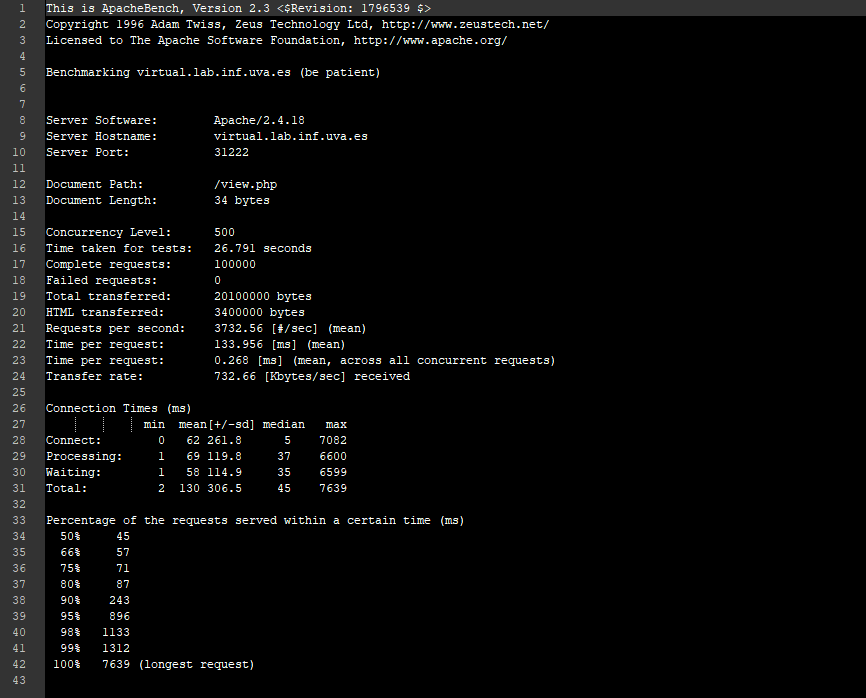 1 This is ApacheBench, Version 2.3 <$Revision: 1796539 $>
2 Copyright 1996 Adam Twiss, Zeus Technology Ltd, http://www.zeustech.net/
3 Licensed to The Apache Software Foundation, http://www.apache.org/
4
5 Benchmarking virtual.lab.inf.uva.es (be patient)
6
7
8 Server Software:        Apache/2.4.18
9 Server Hostname:        virtual.lab.inf.uva.es
10 Server Port:            31222
11
12 Document Path:          /view.php
13 Document Length:        34 bytes
14
15 Concurrency Level:      500
16 Time taken for tests:   26.791 seconds
17 Complete requests:      100000
18 Failed requests:        0
19 Total transferred:      20100000 bytes
20 HTML transferred:       3400000 bytes
21 Requests per second:    3732.56 [#/sec] (mean)
22 Time per request:       133.956 [ms] (mean)
23 Time per request:       0.268 [ms] (mean, across all concurrent requests)
24 Transfer rate:          732.66 [Kbytes/sec] received
25
26 Connection Times (ms)
27               min  mean[+/-sd] median   max
28 Connect:        0   62 261.8      5    7082
29 Processing:     1   69 119.8     37    6600
30 Waiting:        1   58 114.9     35    6599
31 Total:          2  130 306.5     45    7639
32
33 Percentage of the requests served within a certain time (ms)
34   50%     45
35   66%     57
36   75%     71
37   80%     87
38   90%    243
39   95%    896
40   98%   1133
41   99%   1312
42  100%   7639 (longest request)
43